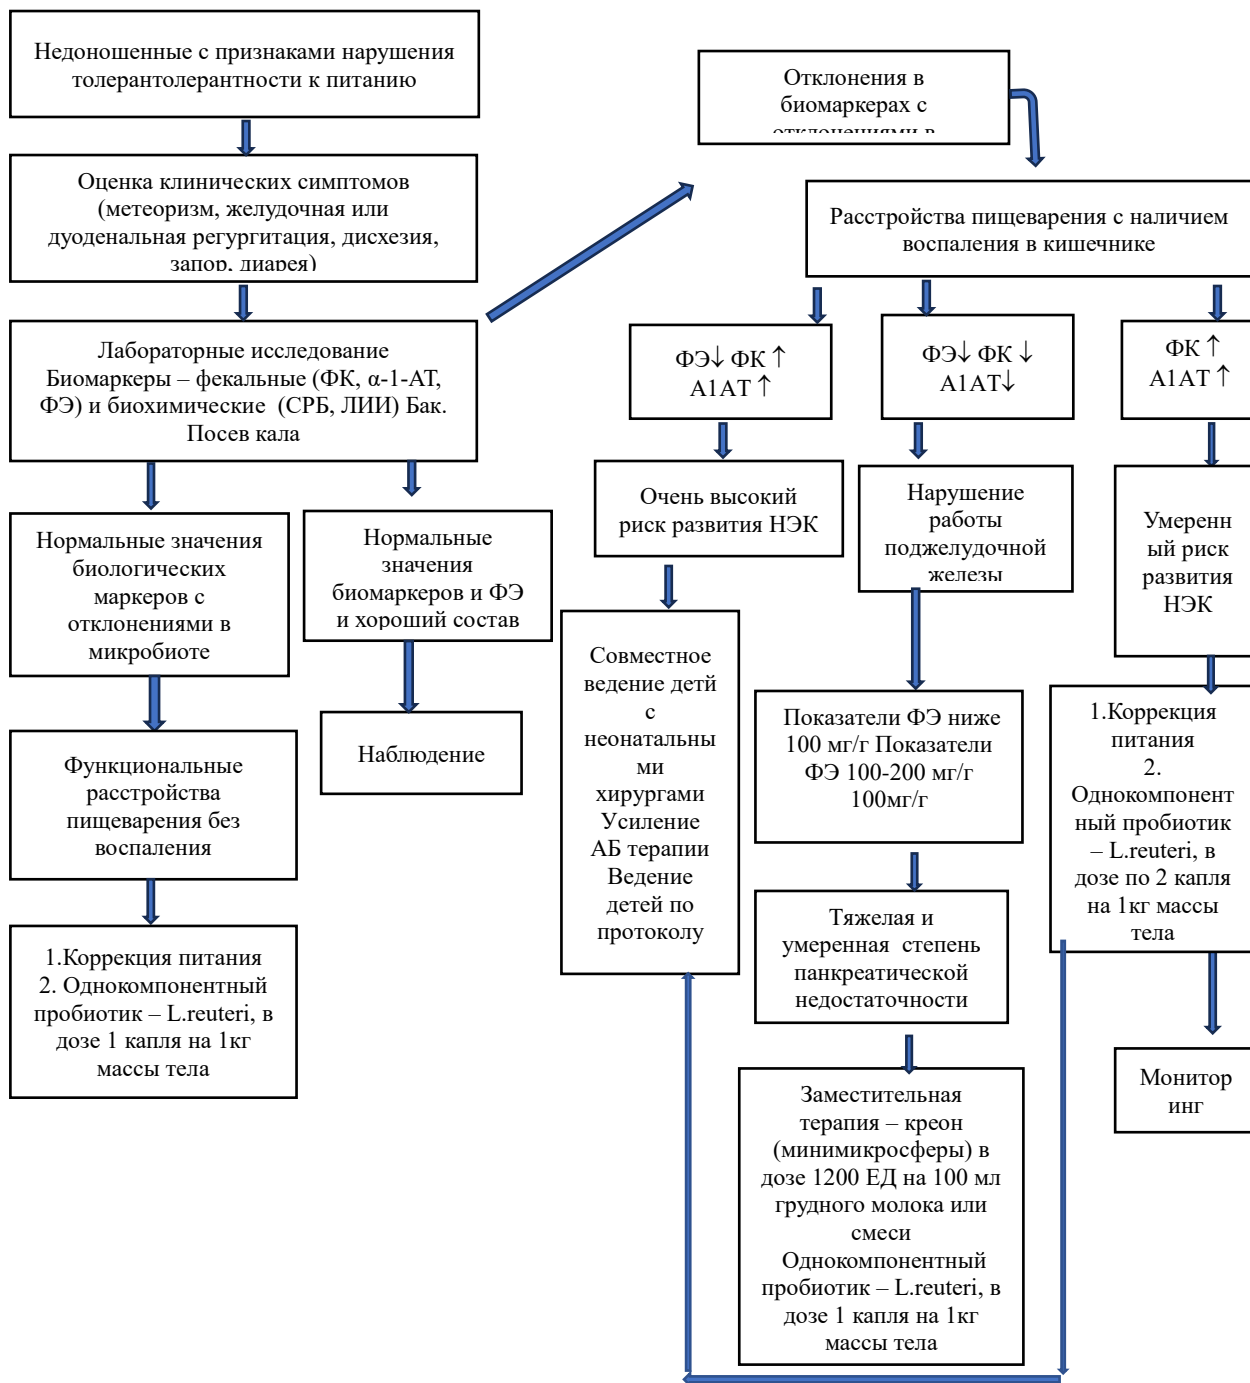 Недоношенные с признаками нарушения
толерантолерантности к питанию
Оценка клинических симптомов
(метеоризм, желудочная или
дуоденальная регургитация, дисхезия,
запор, диарея)
Лабораторные исследование
Биомаркеры – фекальные (ФК, α-1-АТ,
ФЭ) и биохимические (СРБ, ЛИИ) Бак.
Посев кала
Нормальные значения
биологических
маркеров с
отклонениями в
микробиоте
Нормальные
значения
биомаркеров и ФЭ
и хороший состав
Функциональные
расстройства
пищеварения без
воспаления
Наблюдение
1.Коррекция питания
2. Однокомпонентный
пробиотик – L.reuteri, в
дозе 1 капля на 1кг
массы тела
Отклонения в
биомаркерах с
отклонениями в
Расстройства пищеварения с наличием
воспаления в кишечнике
ФЭ↓ ФК ↑
А1АТ ↑
Очень высокий
риск развития НЭК
Совместное
ведение детй
с
неонатальны
ми
хирургами
Усиление
АБ терапии
Ведение
детей по
протоколу
ФЭ↓ ФК ↓
А1АТ↓
Нарушение
работы
поджелудочной
железы
Показатели ФЭ ниже
100 мг/г Показатели
ФЭ 100-200 мг/г
100мг/г
Тяжелая и
умеренная степень
панкреатической
недостаточности
Заместительная
терапия – креон
(минимикросферы) в
дозе 1200 ЕД на 100 мл
грудного молока или
смеси
Однокомпонентный
пробиотик – L.reuteri, в
дозе 1 капля на 1кг
массы тела
ФК ↑
А1АТ ↑
Умеренн
ый риск
развития
НЭК
1.Коррекция
питания
2.
Однокомпонент
ный пробиотик
– L.reuteri, в
дозе по 2 капля
на 1кг массы
тела
Монитор
инг